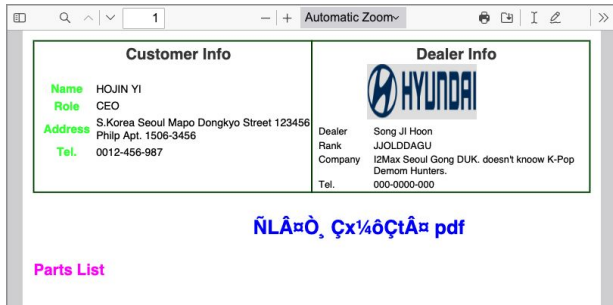 1
Automatic Zoom
Customer Info
Name HOJIN YI
Role CEO
Address S.Korea Seoul Mapo Dongkyo Street 123456
Philp Apt. 1506-3456
Tel. 0012-456-987
Dealer Info
HYUNDAI
Dealer Song JI Hoon
Rank JJOLDDAGU
Company I2Max Seoul Gong DUK. doesn't knoow K-Pop
Demom Hunters.
Tel. 000-0000-000
ÑLÂ¤Ò¸ Çx¼ôÇtÂ¤ pdf
Parts List